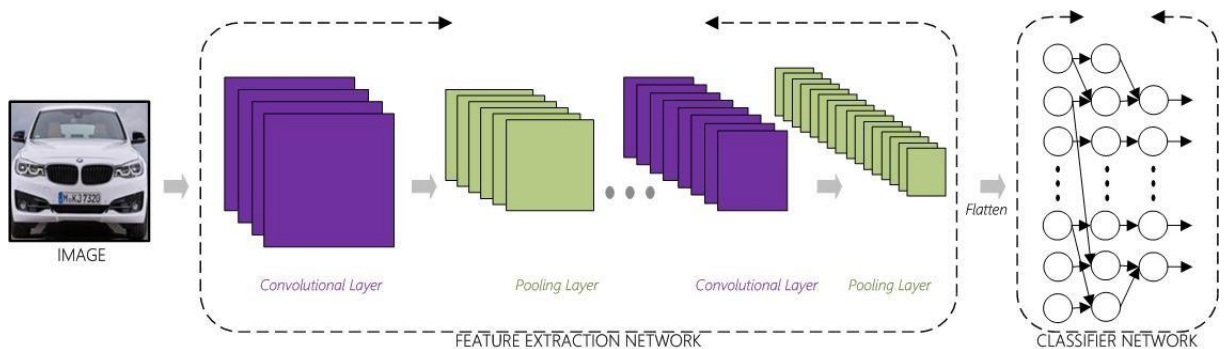 M KJ 7320
IMAGE
Convolutional Layer
Pooling Layer
Convolutional Layer
Pooling Layer
FEATURE EXTRACTION NETWORK
Flatten
CLASSIFIER NETWORK